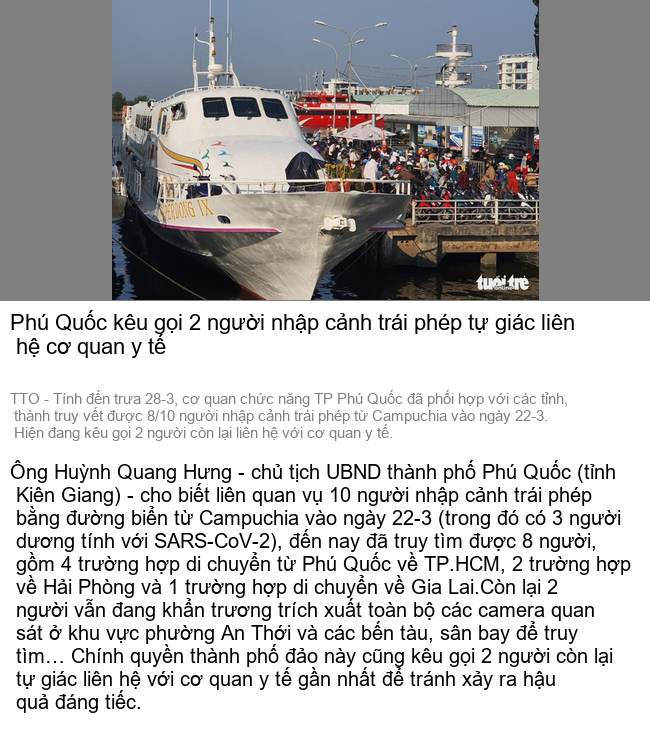 SUPERDONG IX
tuổi trẻ
online
Phú Quốc kêu gọi 2 người nhập cảnh trái phép tự giác liên
hệ cơ quan y tế
TTO - Tính đến trưa 28-3, cơ quan chức năng TP Phú Quốc đã phối hợp với các tỉnh,
thành truy vết được 8/10 người nhập cảnh trái phép từ Campuchia vào ngày 22-3.
Hiện đang kêu gọi 2 người còn lại liên hệ với cơ quan y tế.
Ông Huỳnh Quang Hưng - chủ tịch UBND thành phố Phú Quốc (tỉnh
Kiên Giang) - cho biết liên quan vụ 10 người nhập cảnh trái phép
bằng đường biển từ Campuchia vào ngày 22-3 (trong đó có 3 người
dương tính với SARS-CoV-2), đến nay đã truy tìm được 8 người,
gồm 4 trường hợp di chuyển từ Phú Quốc về TP.HCM, 2 trường hợp
về Hải Phòng và 1 trường hợp di chuyển về Gia Lai.Còn lại 2
người vẫn đang khẩn trương trích xuất toàn bộ các camera quan
sát ở khu vực phường An Thới và các bến tàu, sân bay để truy
tìm… Chính quyền thành phố đảo này cũng kêu gọi 2 người còn lại
tự giác liên hệ với cơ quan y tế gần nhất để tránh xảy ra hậu
quả đáng tiếc.